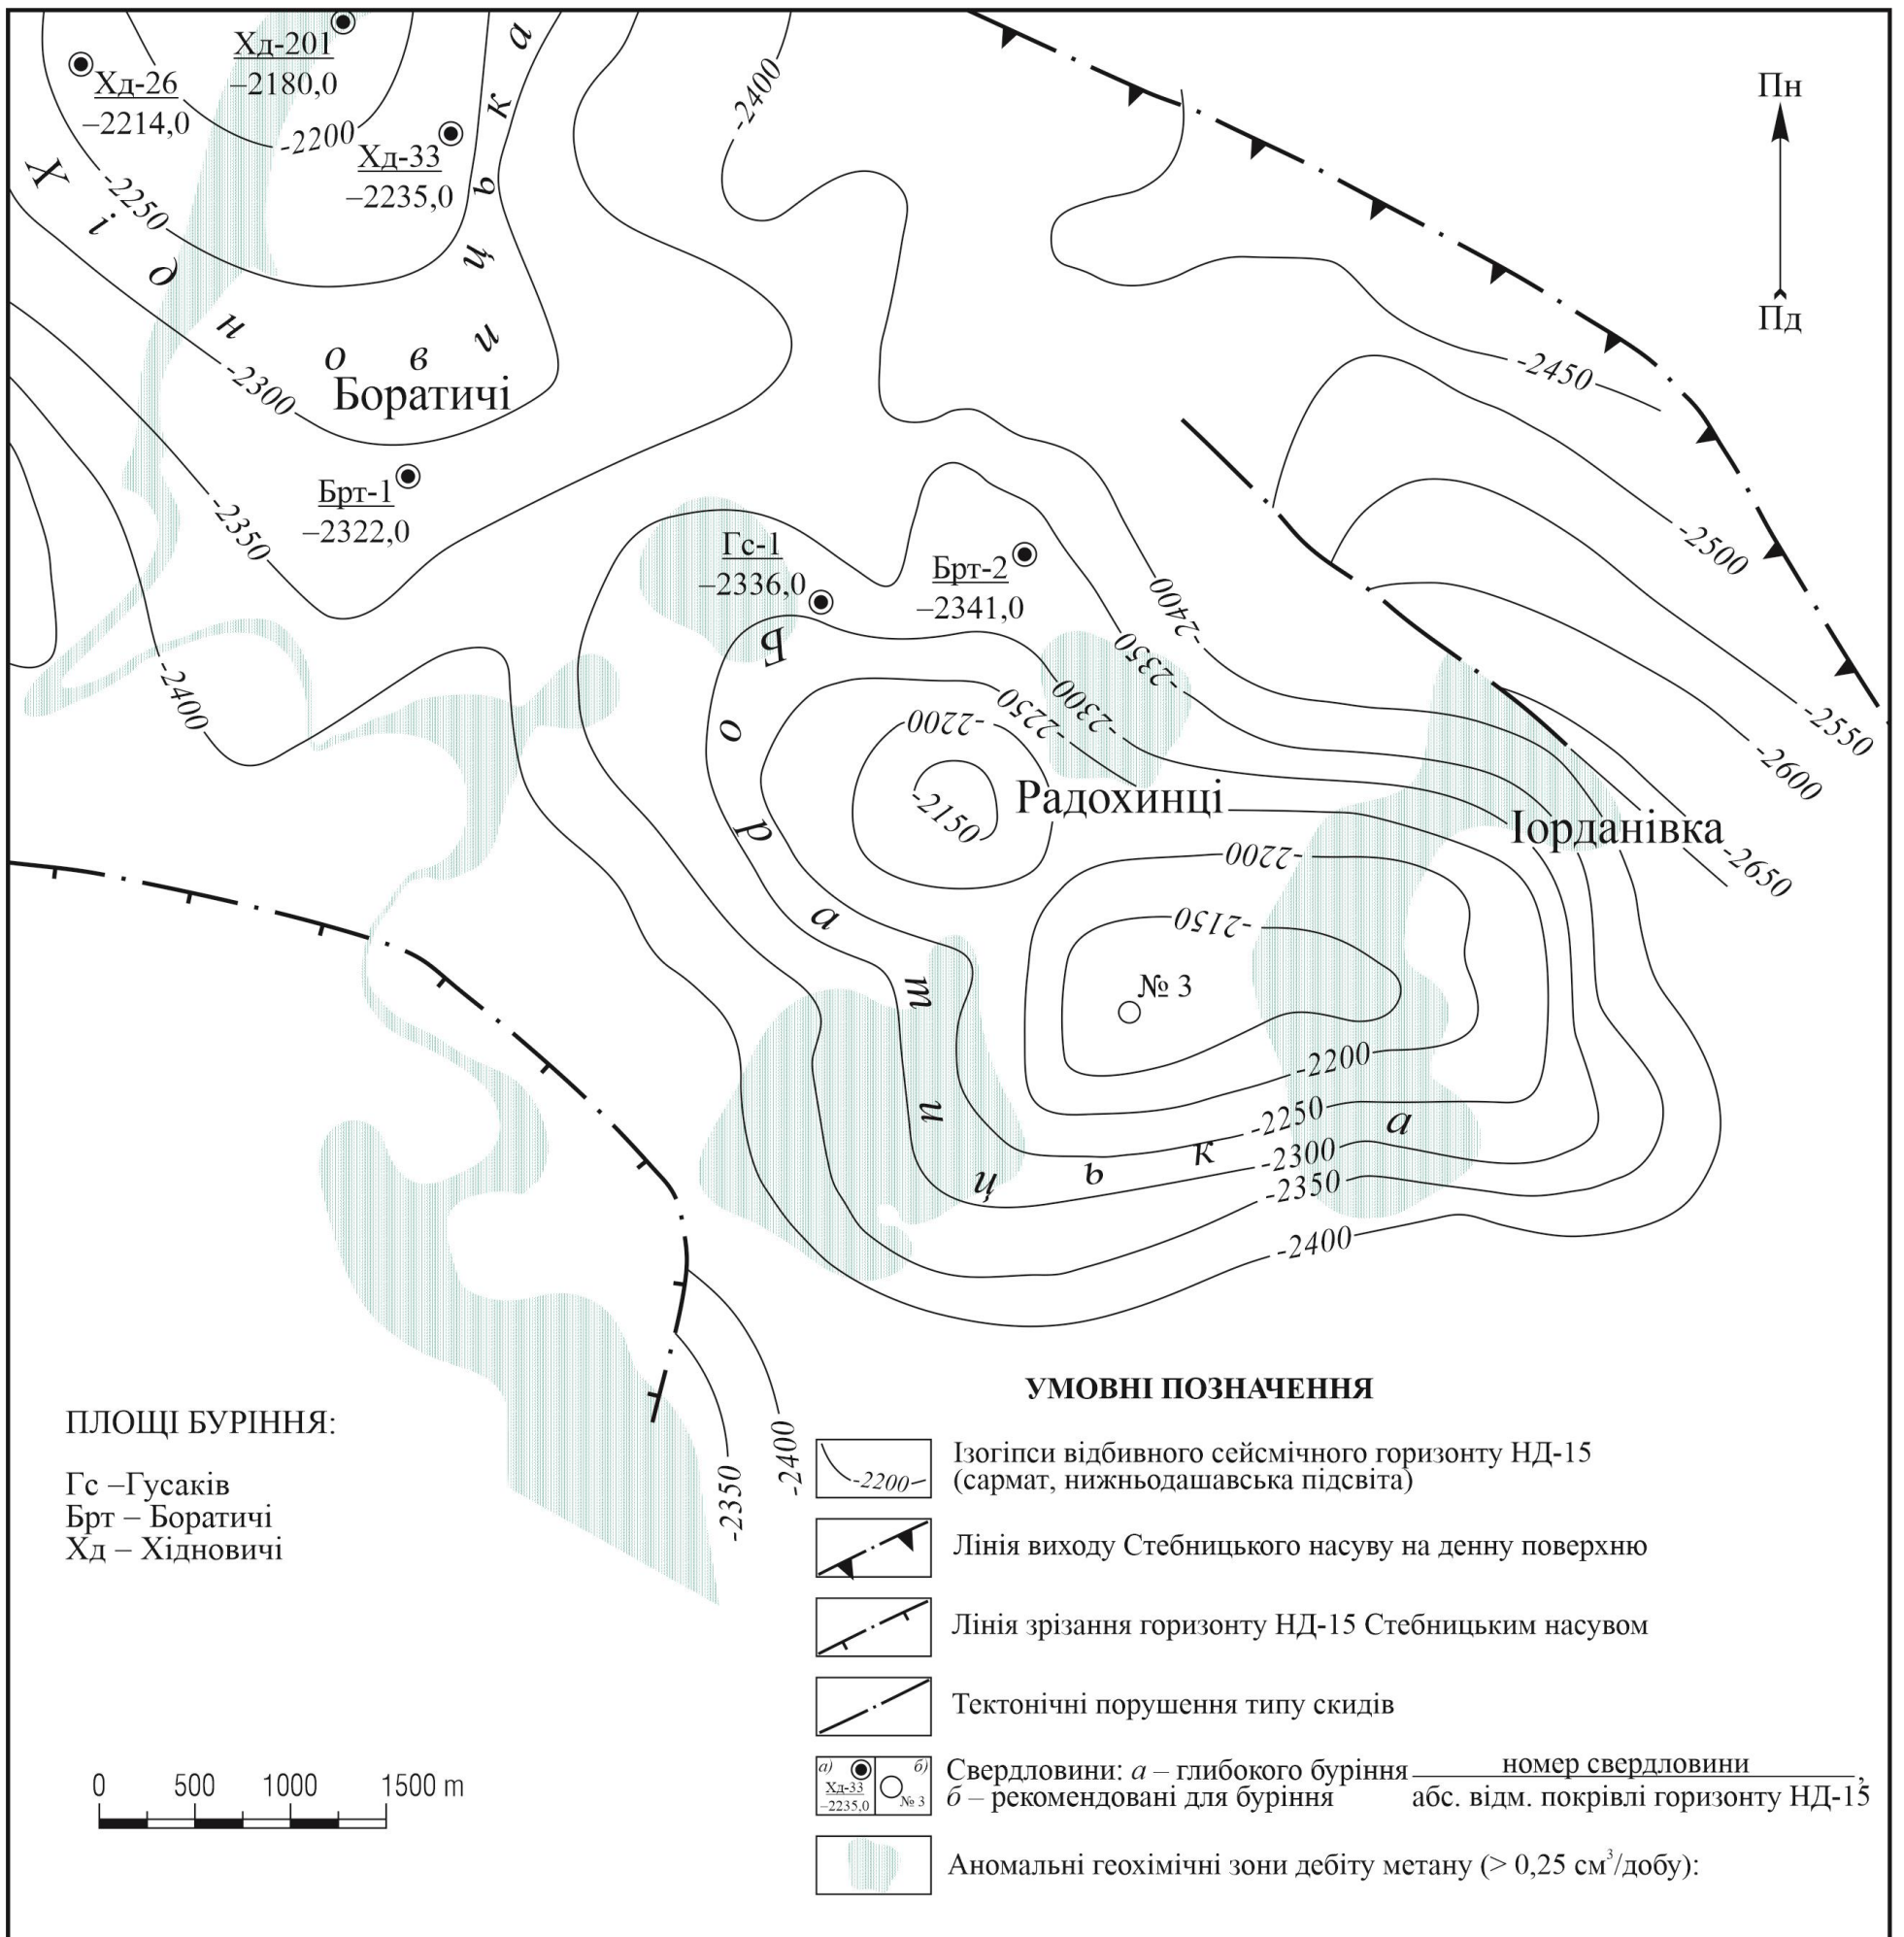 Хд-201
–2180,0
Хд-26
–2214,0
-2200
Хд-33
–2235,0
-2250
Хідновицька
-2400
Пн
Пд
-2450
-2300
Боратичі
Брт-1
–2322,0
-2350
-2400
Гс-1
–2336,0
Брт-2
–2341,0
-2400
-2350
-2300
-2250
-2200
-2150
-2500
-2550
-2600
-2650
Радохинці
Іорданівка
-2200
-2150
№ 3
-2200
-2250
-2300
-2350
-2400
Боратицька
-2350
-2400
ПЛОЩІ БУРІННЯ:
Гс –Гусаків
Брт – Боратичі
Хд – Хідновичі
0 500 1000 1500 m
УМОВНІ ПОЗНАЧЕННЯ
-2200
Ізогіпси відбивного сейсмічного горизонту НД-15
(сармат, нижньодашавська підсвіта)
Лінія виходу Стебницького насуву на денну поверхню
Лінія зрізання горизонту НД-15 Стебницьким насувом
Тектонічні порушення типу скидів
а) Хд-33
–2235,0
б) № 3
Свердловини: а – глибокого буріння номер свердловини,
б – рекомендовані для буріння абс. відм. покрівлі горизонту НД-15
Аномальні геохімічні зони дебіту метану (> 0,25 см³/добу):